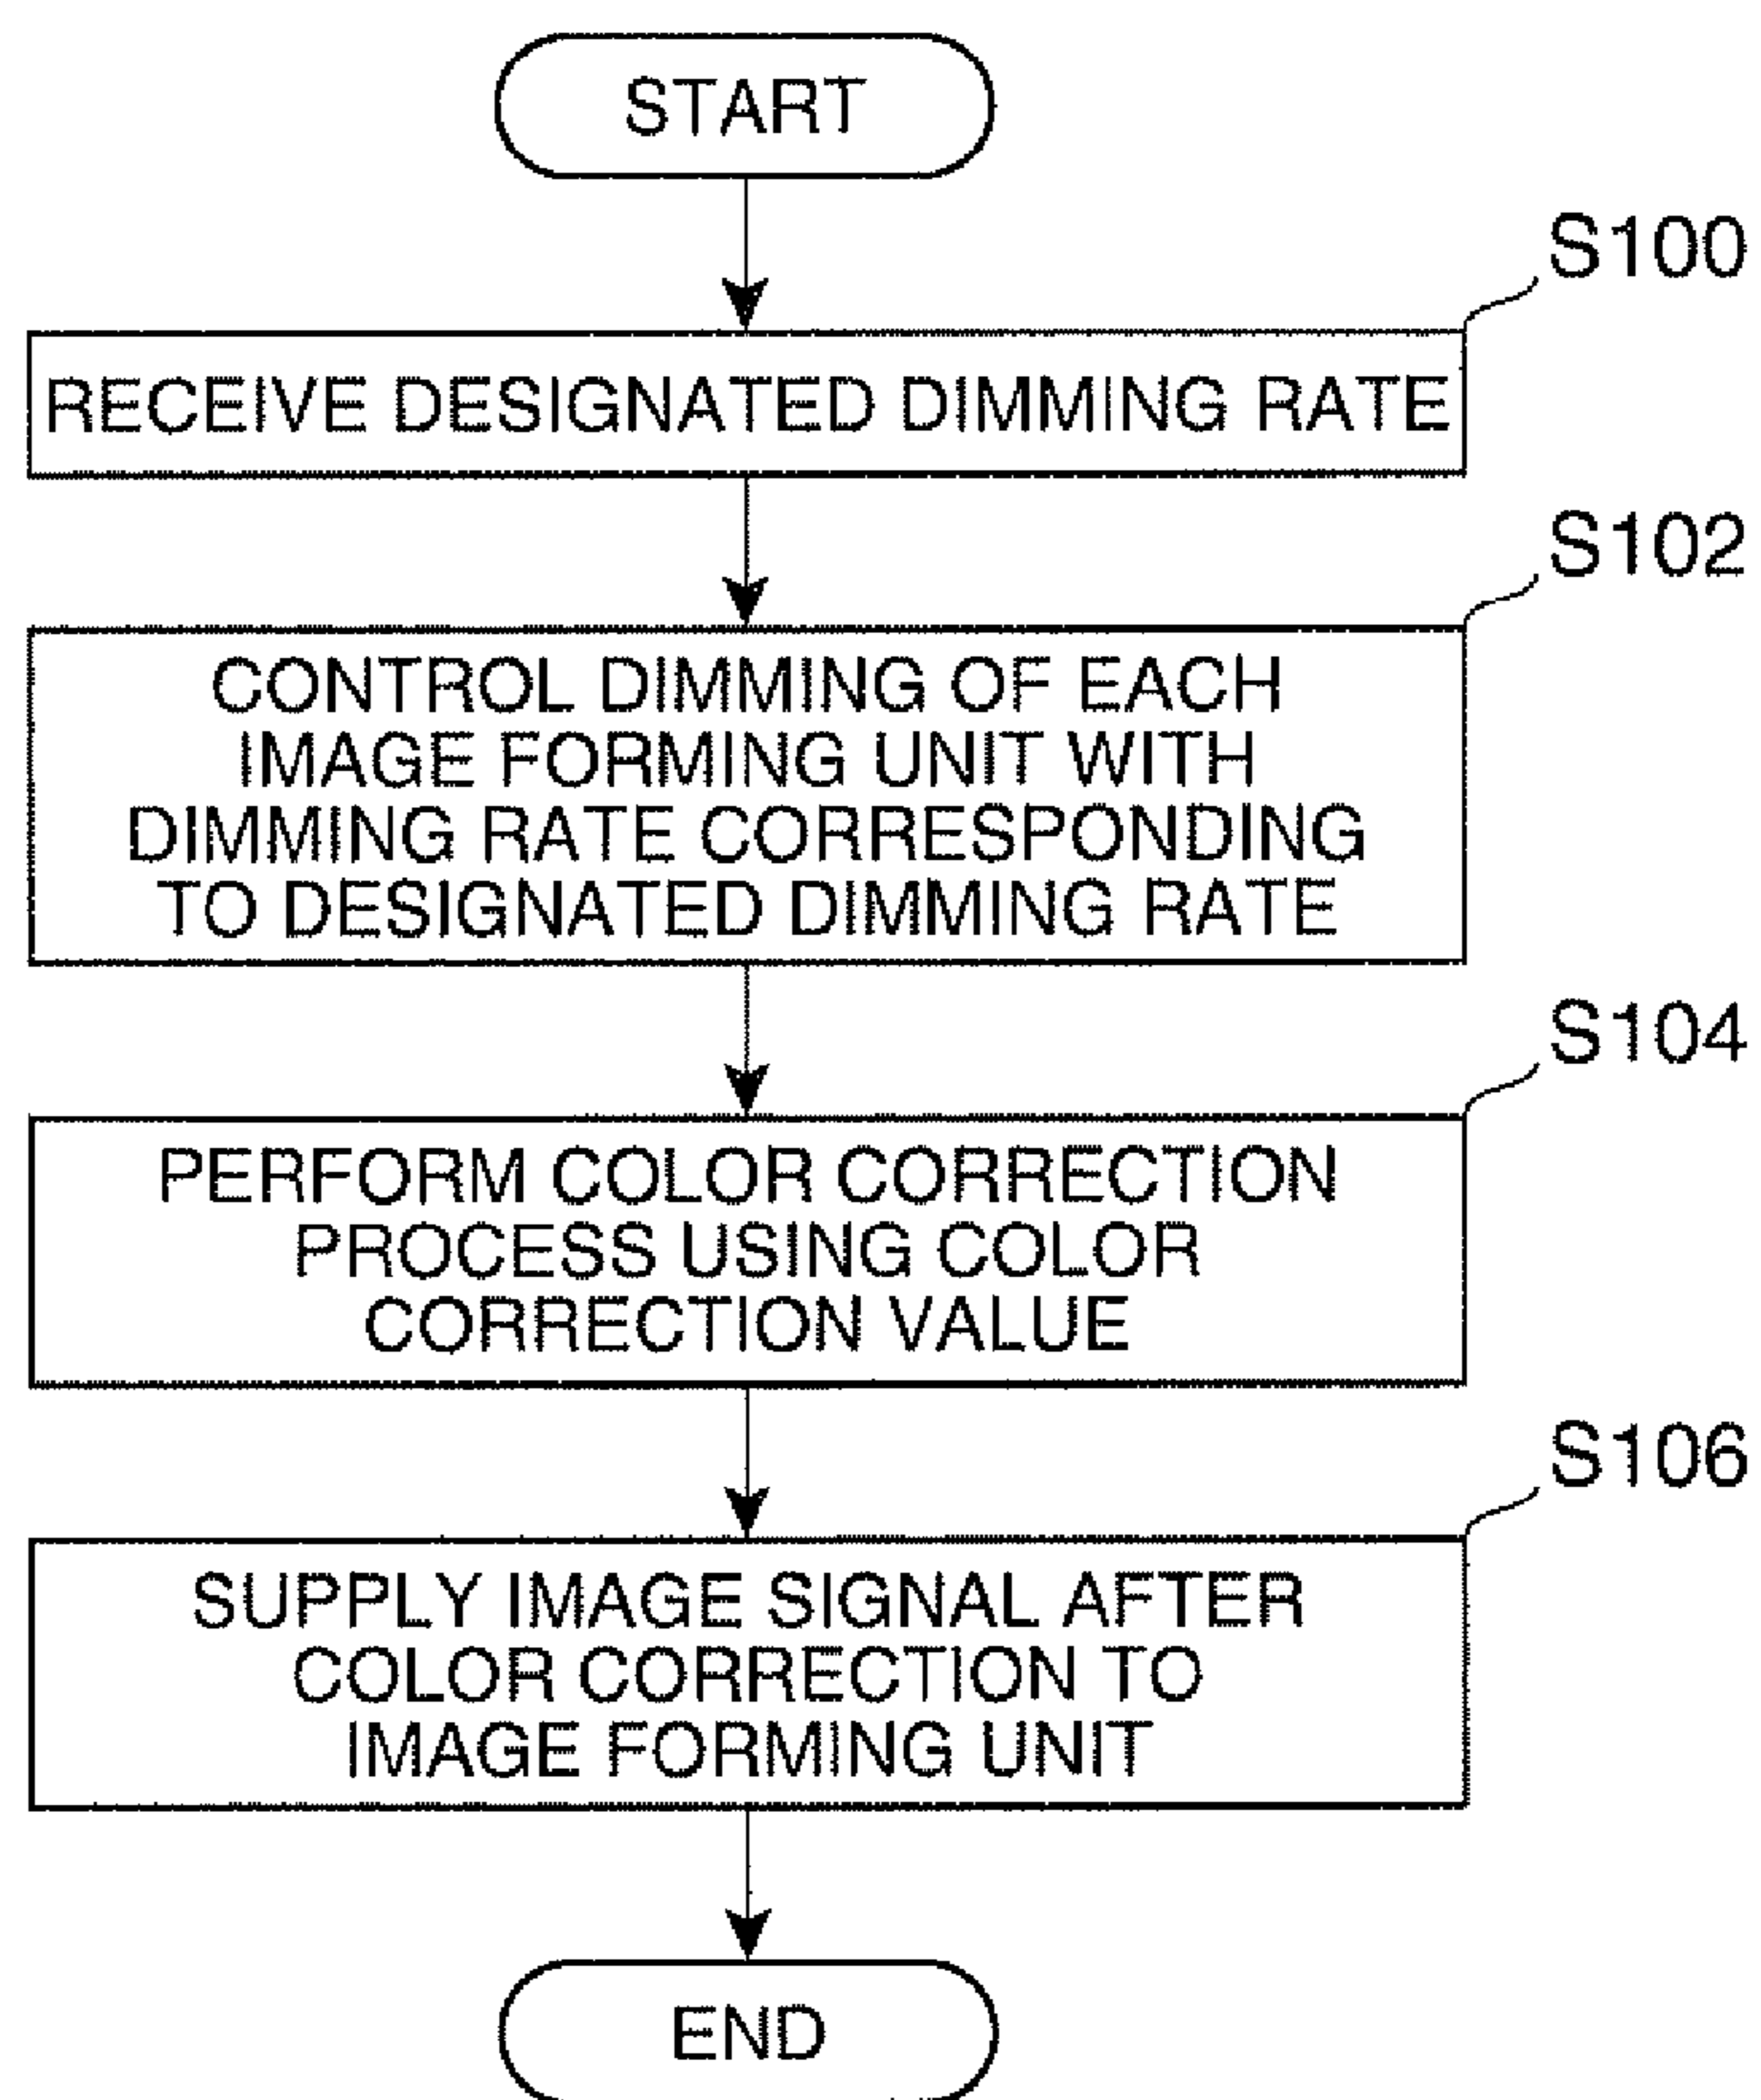 START
S100
RECEIVE DESIGNATED DIMMING RATE
S102
CONTROL DIMMING OF EACH
IMAGE FORMING UNIT WITH
DIMMING RATE CORRESPONDING
TO DESIGNATED DIMMING RATE
S104
PERFORM COLOR CORRECTION
PROCESS USING COLOR
CORRECTION VALUE
S106
SUPPLY IMAGE SIGNAL AFTER
COLOR CORRECTION TO
IMAGE FORMING UNIT
END